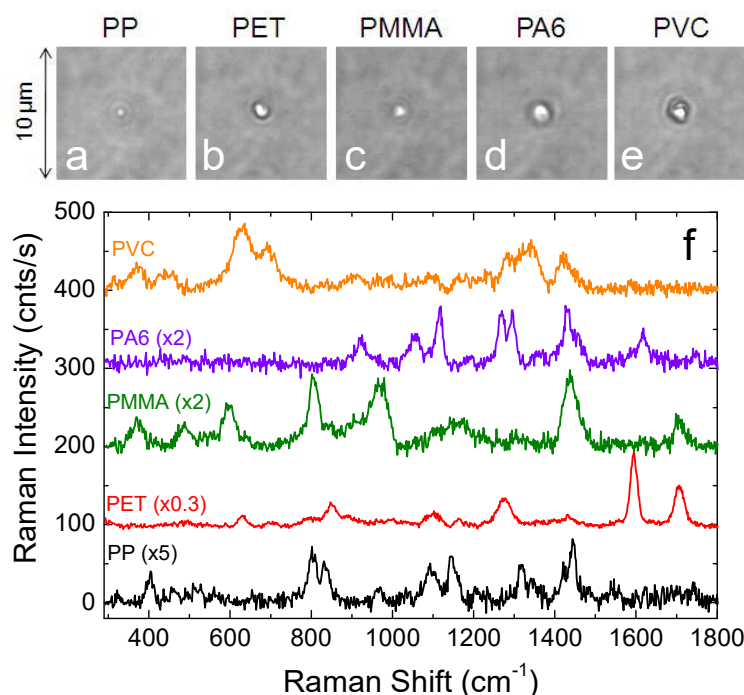 PP PET PMMA PA6 PVC
10 µm
a b c d e
f
500
PVC
400
PA6 (x2)
300
PMMA (x2)
200
PET (x0.3)
100
PP (x5)
0
Raman Intensity (cnts/s)
400 600 800 1000 1200 1400 1600 1800
Raman Shift (cm⁻¹)